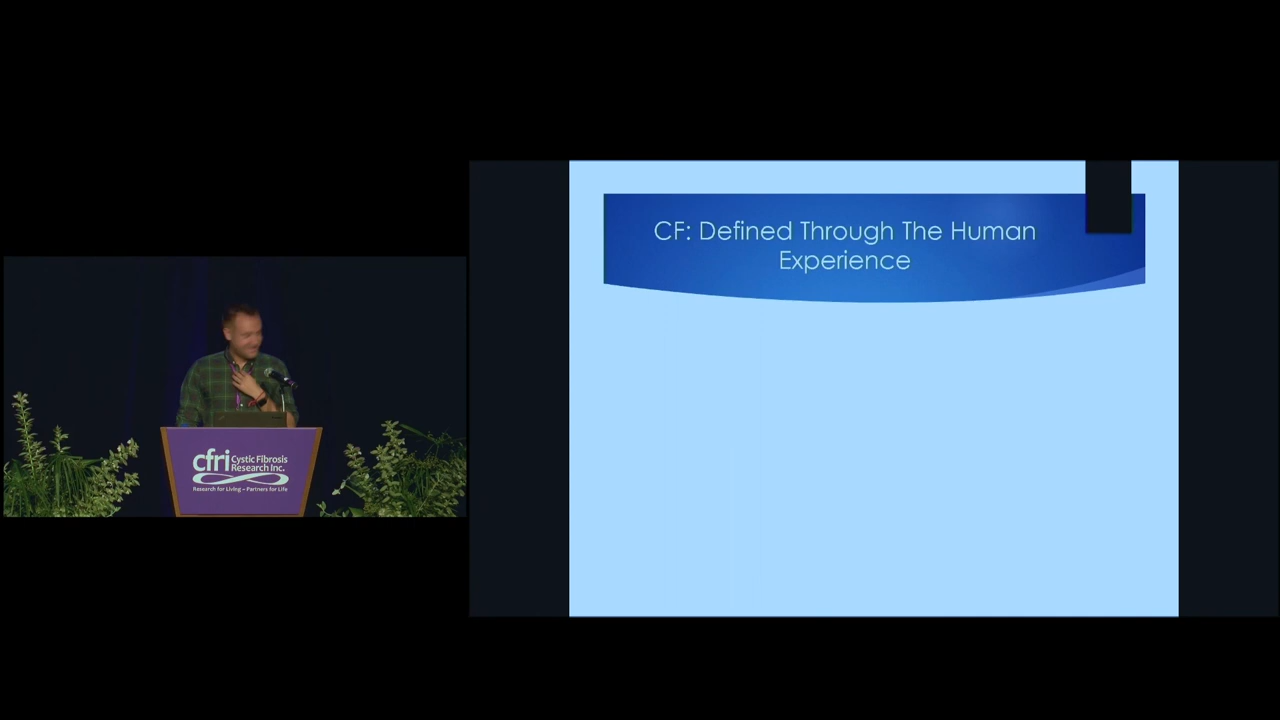 CF: Defined Through The Human
Experience
cfri Cystic Fibrosis
Research Inc.
Research for Living – Partners for Life